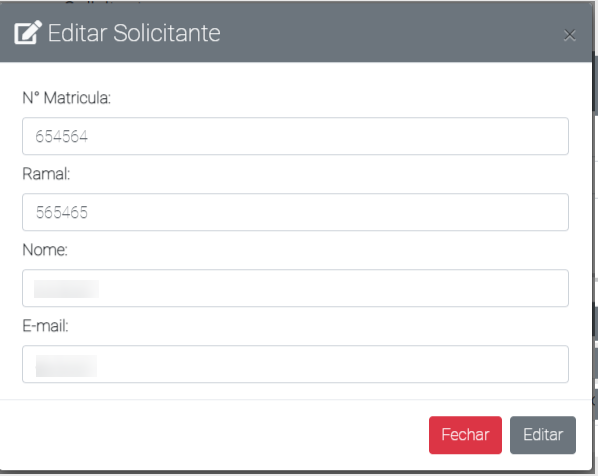 Editar Solicitante
×
N° Matricula:
654564
Ramal:
565465
Nome:
E-mail:
Fechar
Editar